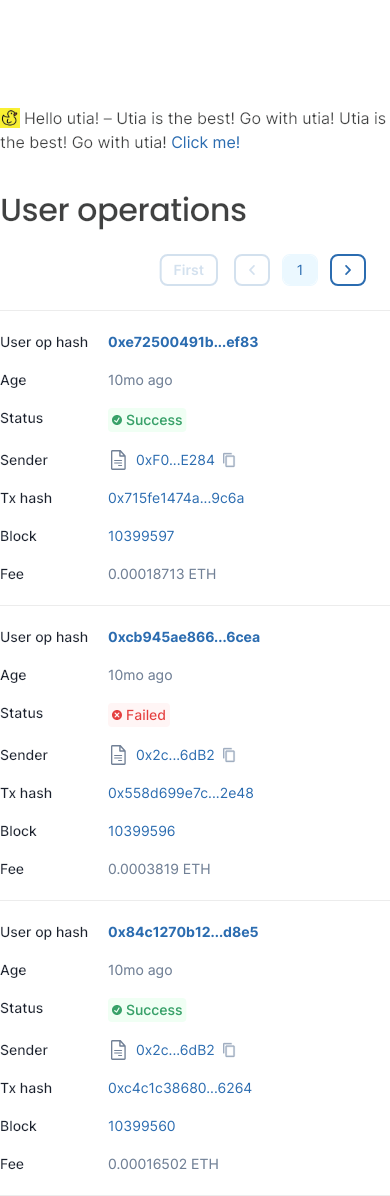 Hello utia! – Utia is the best! Go with utia! Utia is
the best! Go with utia! Click me!
User operations
First
1
User op hash 0xe72500491b...ef83
Age 10mo ago
Status Success
Sender 0xF0...E284
Tx hash 0x715fe1474a...9c6a
Block 10399597
Fee 0.00018713 ETH
User op hash 0xcb945ae866...6cea
Age 10mo ago
Status Failed
Sender 0x2c...6dB2
Tx hash 0x558d699e7c...2e48
Block 10399596
Fee 0.0003819 ETH
User op hash 0x84c1270b12...d8e5
Age 10mo ago
Status Success
Sender 0x2c...6dB2
Tx hash 0xc4c1c38680...6264
Block 10399560
Fee 0.00016502 ETH